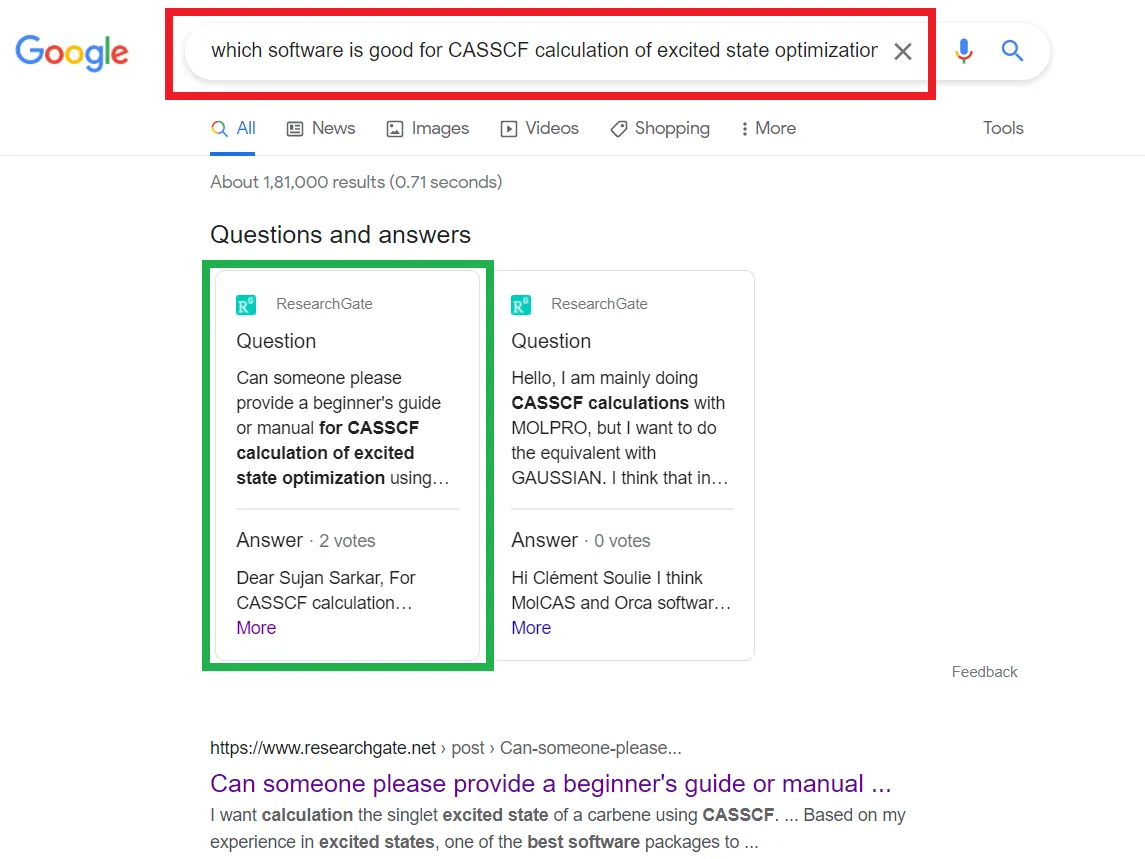 Google
which software is good for CASSCF calculation of excited state optimization
All News Images Videos Shopping More Tools
About 1,81,000 results (0.71 seconds)
Questions and answers
RG ResearchGate
Question
Can someone please
provide a beginner's guide
or manual for CASSCF
calculation of excited
state optimization using…
Answer · 2 votes
Dear Sujan Sarkar, For
CASSCF calculation…
More
RG ResearchGate
Question
Hello, I am mainly doing
CASSCF calculations with
MOLPRO, but I want to do
the equivalent with
GAUSSIAN. I think that in…
Answer · 0 votes
Hi Clément Soulie I think
MolCAS and Orca softwar…
More
Feedback
https://www.researchgate.net › post › Can-someone-please...
Can someone please provide a beginner's guide or manual ...
I want calculation the singlet excited state of a carbene using CASSCF. ... Based on my
experience in excited states, one of the best software packages to ...